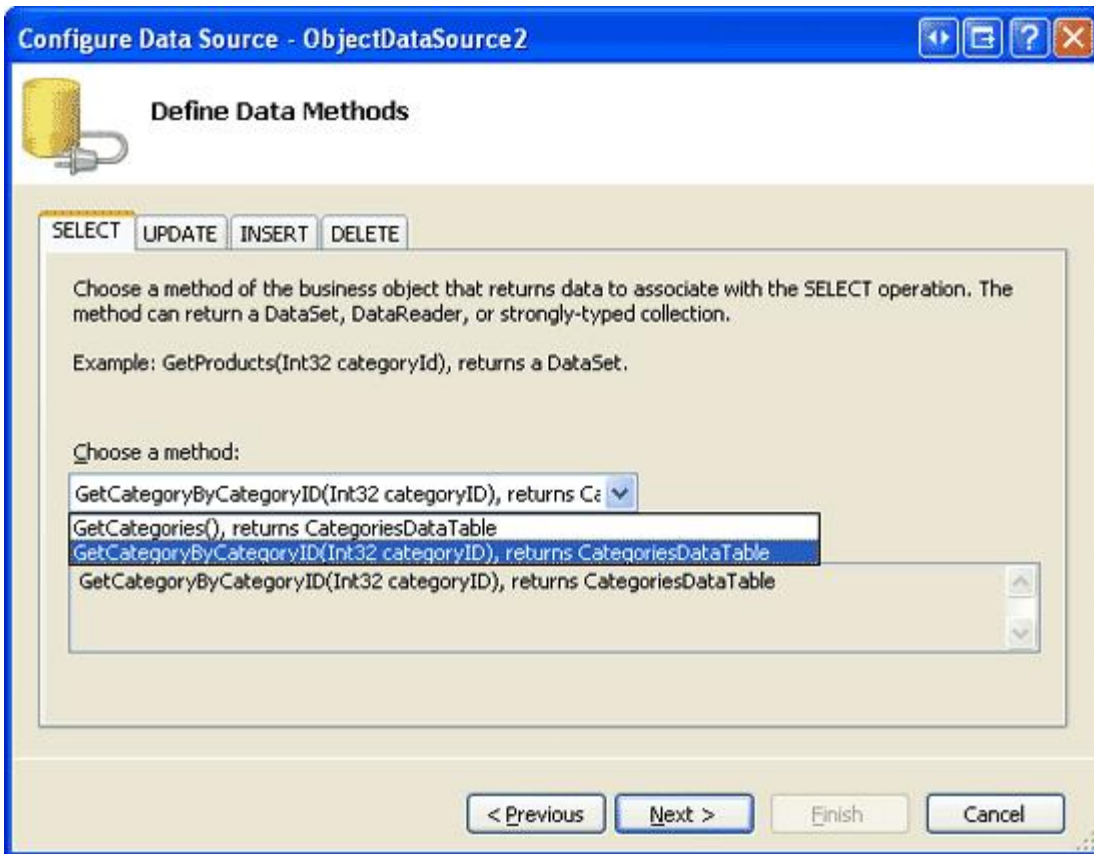 Configure Data Source - ObjectDataSource2
Define Data Methods
SELECT UPDATE INSERT DELETE
Choose a method of the business object that returns data to associate with the SELECT operation. The
method can return a DataSet, DataReader, or strongly-typed collection.
Example: GetProducts(Int32 categoryId), returns a DataSet.
Choose a method:
GetCategoryByCategoryID(Int32 categoryID), returns Ca
GetCategories(), returns CategoriesDataTable
GetCategoryByCategoryID(Int32 categoryID), returns CategoriesDataTable
GetCategoryByCategoryID(Int32 categoryID), returns CategoriesDataTable
< Previous Next > Finish Cancel